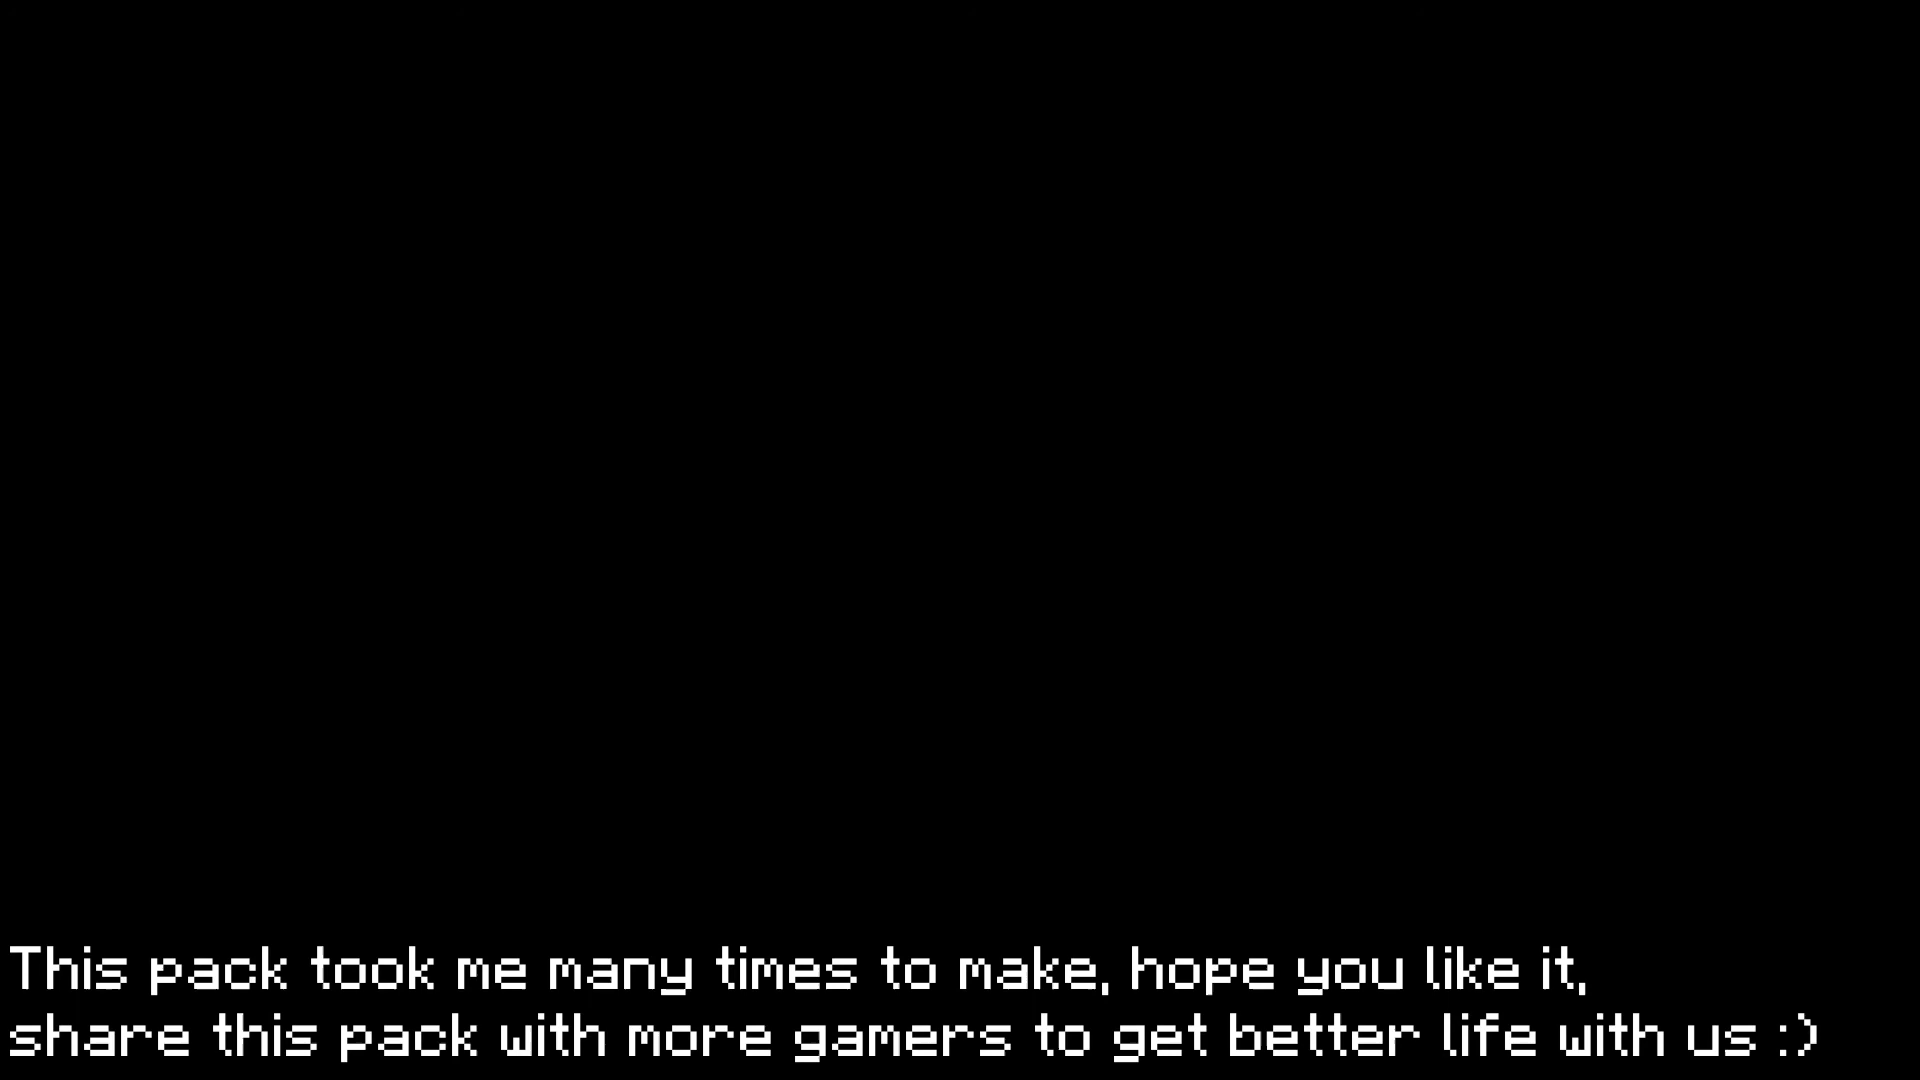 This pack took me many times to make, hope you like it,
share this pack with more gamers to get better life with us :)